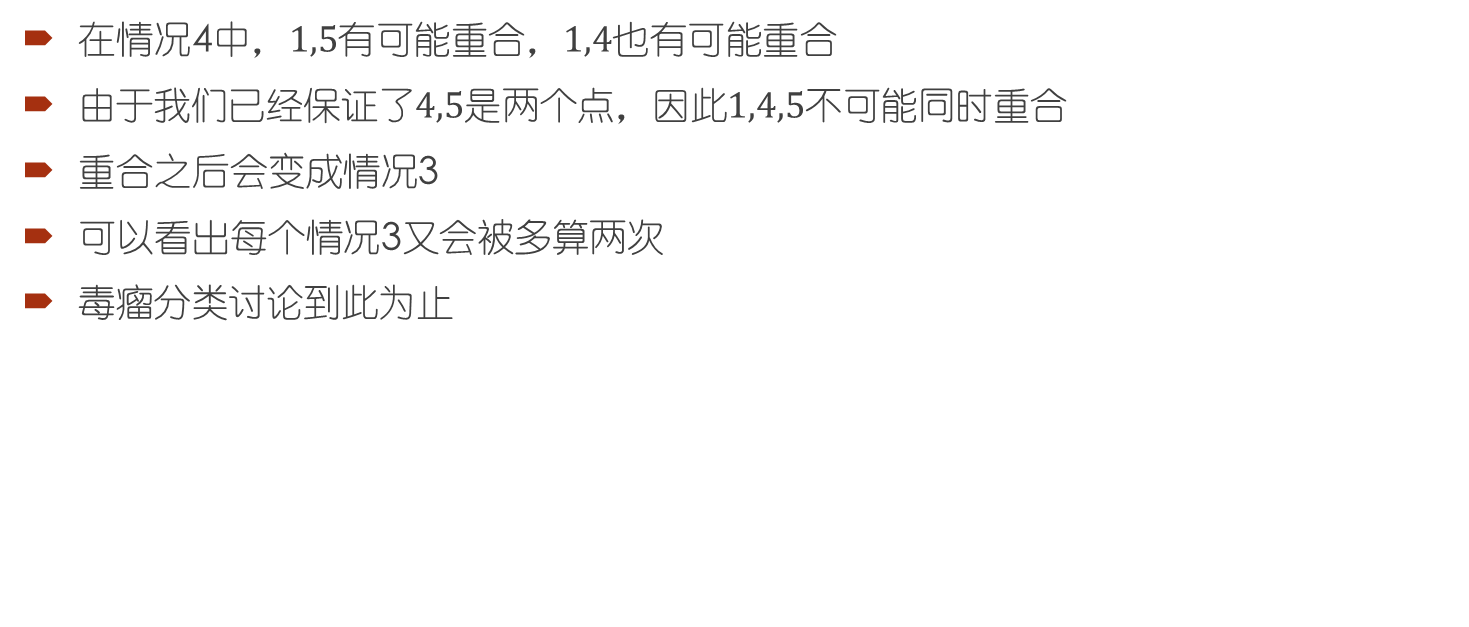 在情况4中，1,5有可能重合，1,4也有可能重合
由于我们已经保证了4,5是两个点，因此1,4,5不可能同时重合
重合之后会变成情况3
可以看出每个情况3又会被多算两次
毒瘤分类讨论到此为止